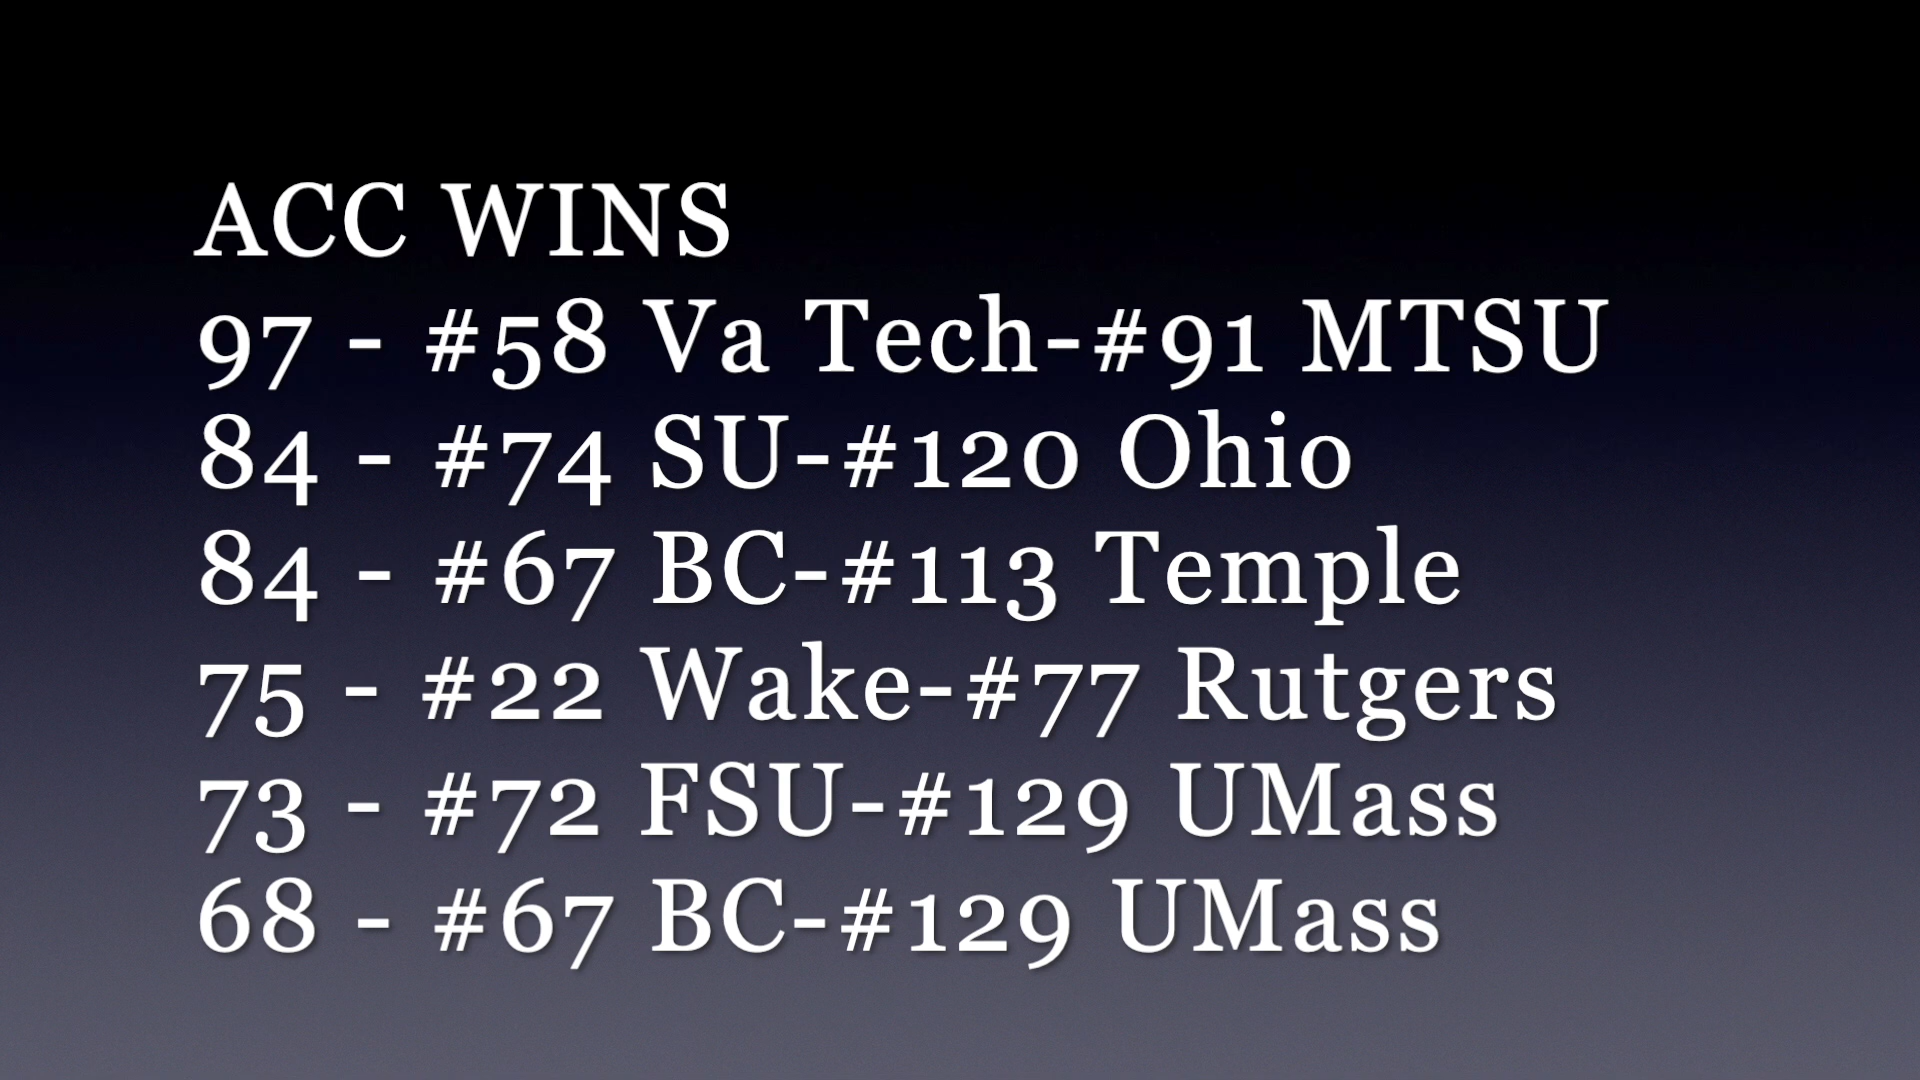 ACC WINS
97 - #58 Va Tech-#91 MTSU
84 - #74 SU-#120 Ohio
84 - #67 BC-#113 Temple
75 - #22 Wake-#77 Rutgers
73 - #72 FSU-#129 UMass
68 - #67 BC-#129 UMass